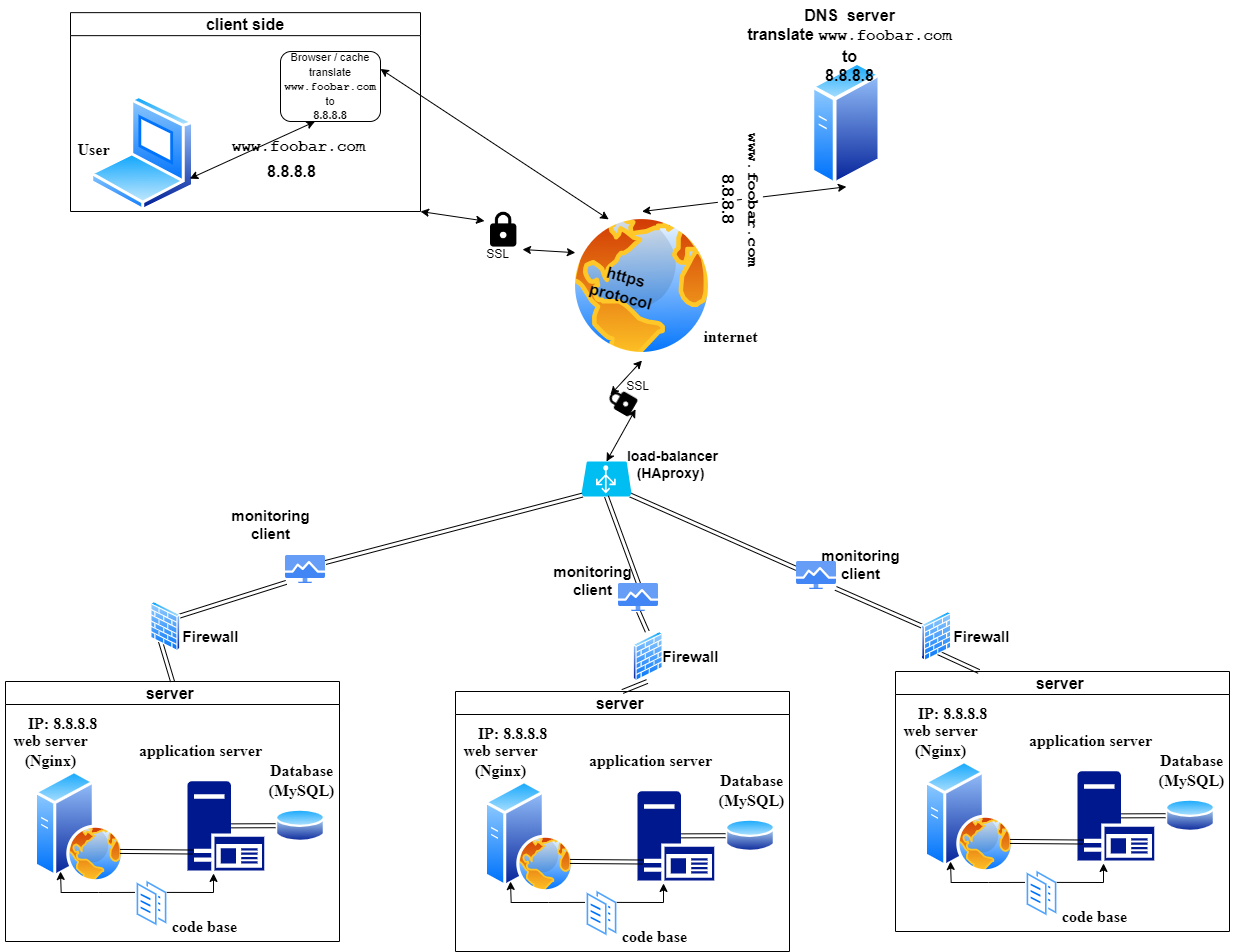 client side
Browser / cache
translate
www.foobar.com
to
8.8.8.8
User
www.foobar.com
8.8.8.8
DNS server
translate www.foobar.com
to
8.8.8.8
www.foobar.com
8.8.8.8
SSL
https
protocol
internet
SSL
load-balancer
(HAproxy)
monitoring
client
monitoring
client
monitoring
client
Firewall
Firewall
Firewall
server
IP: 8.8.8.8
web server
(Nginx)
application server
Database
(MySQL)
code base
server
IP: 8.8.8.8
web server
(Nginx)
application server
Database
(MySQL)
code base
server
IP: 8.8.8.8
web server
(Nginx)
application server
Database
(MySQL)
code base